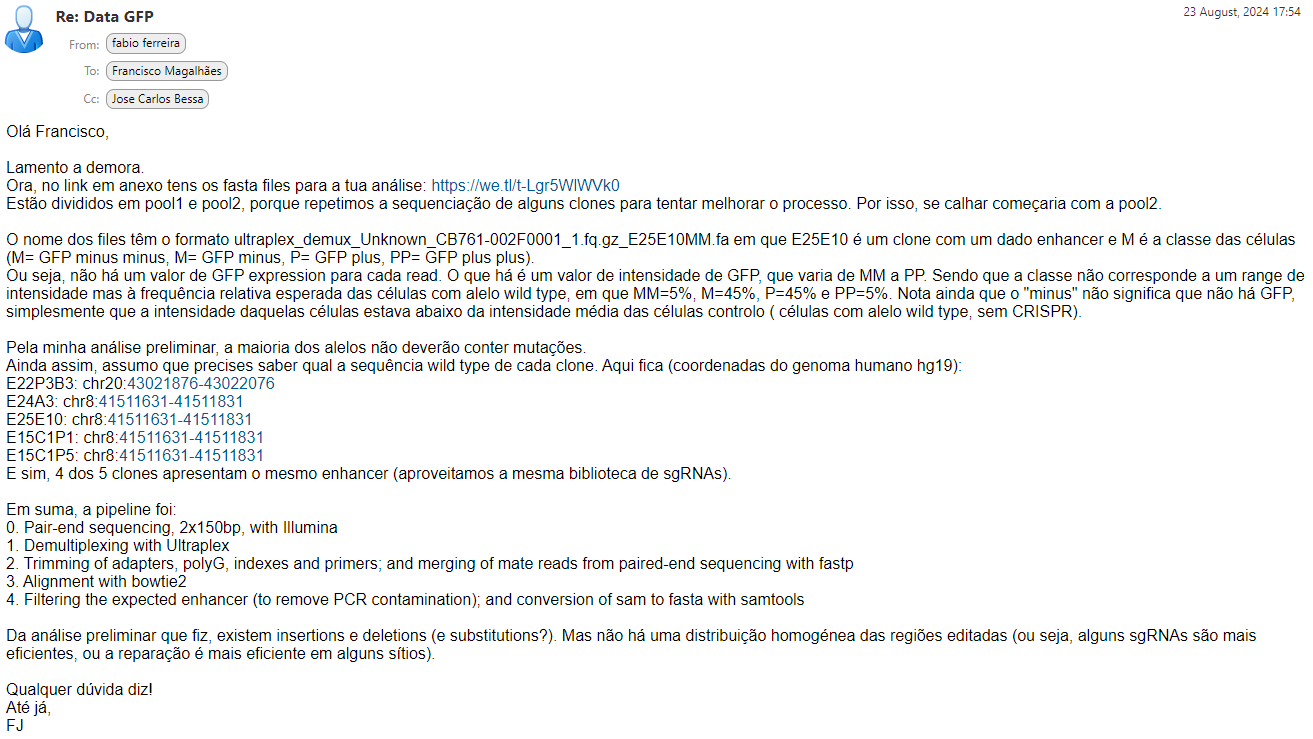 Re: Data GFP
23 August, 2024 17:54
From: fabio ferreira
To: Francisco Magalhães
Cc: Jose Carlos Bessa
Olá Francisco,
Lamento a demora.
Ora, no link em anexo tens os fasta files para a tua análise: https://we.tl/t-Lgr5WlWVk0
Estão divididos em pool1 e pool2, porque repetimos a sequenciação de alguns clones para tentar melhorar o processo. Por isso, se calhar começaria com a pool2.
O nome dos files têm o formato ultraplex_demux_Unknown_CB761-002F0001_1.fq.gz_E25E10MM.fa em que E25E10 é um clone com um dado enhancer e M é a classe das células
(M= GFP minus minus, M= GFP minus, P= GFP plus, PP= GFP plus plus).
Ou seja, não há um valor de GFP expression para cada read. O que há é um valor de intensidade de GFP, que varia de MM a PP. Sendo que a classe não corresponde a um range de
intensidade mas à frequência relativa esperada das células com alelo wild type, em que MM=5%, M=45%, P=45% e PP=5%. Nota ainda que o "minus" não significa que não há GFP,
simplesmente que a intensidade daquelas células estava abaixo da intensidade média das células controlo ( células com alelo wild type, sem CRISPR).
Pela minha análise preliminar, a maioria dos alelos não deverão conter mutações.
Ainda assim, assumo que precises saber qual a sequência wild type de cada clone. Aqui fica (coordenadas do genoma humano hg19):
E22P3B3: chr20:43021876-43022076
E24A3: chr8:41511631-41511831
E25E10: chr8:41511631-41511831
E15C1P1: chr8:41511631-41511831
E15C1P5: chr8:41511631-41511831
E sim, 4 dos 5 clones apresentam o mesmo enhancer (aproveitamos a mesma biblioteca de sgRNAs).
Em suma, a pipeline foi:
0. Pair-end sequencing, 2x150bp, with Illumina
1. Demultiplexing with Ultraplex
2. Trimming of adapters, polyG, indexes and primers; and merging of mate reads from paired-end sequencing with fastp
3. Alignment with bowtie2
4. Filtering the expected enhancer (to remove PCR contamination); and conversion of sam to fasta with samtools
Da análise preliminar que fiz, existem insertions e deletions (e substitutions?). Mas não há uma distribuição homogénea das regiões editadas (ou seja, alguns sgRNAs são mais
eficientes, ou a reparação é mais eficiente em alguns sítios).
Qualquer dúvida diz!
Até já,
FJ